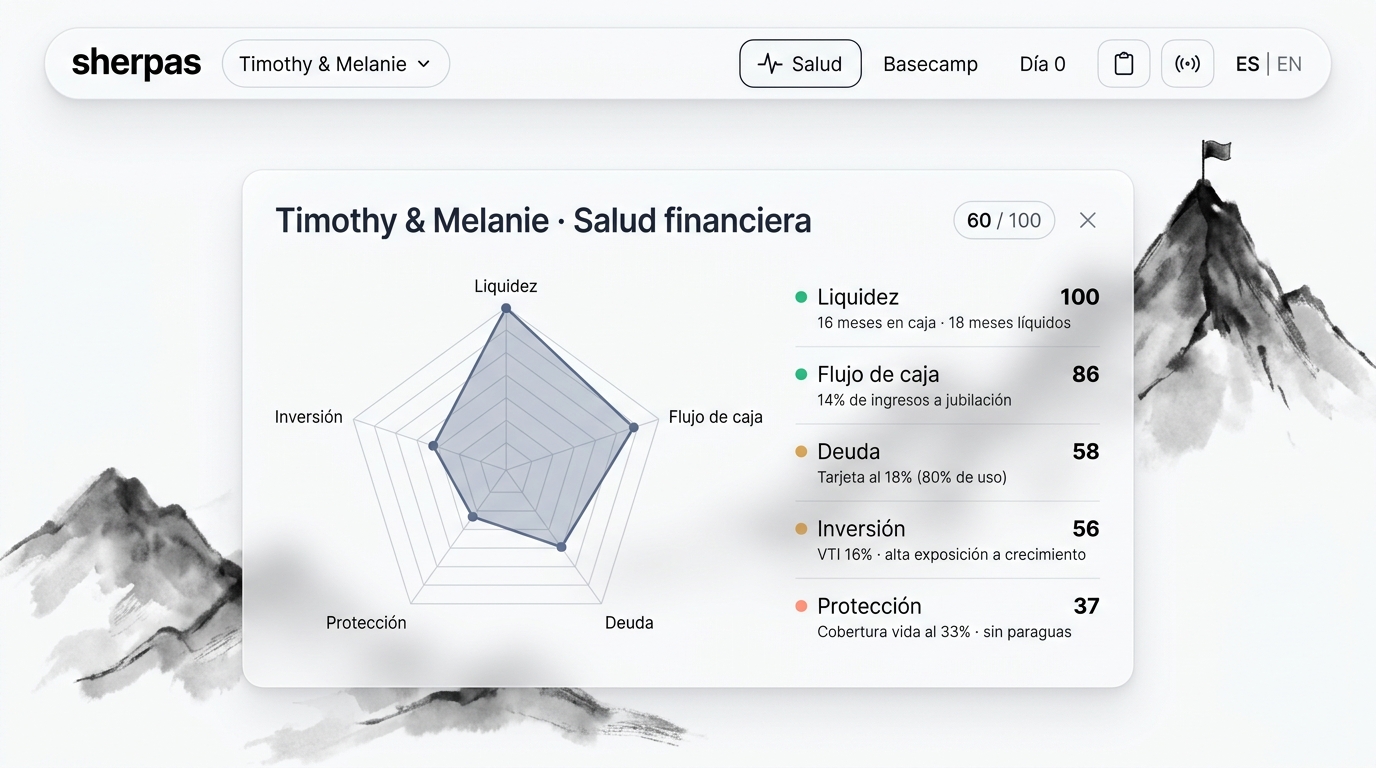 sherpas
Timothy & Melanie
Salud
Basecamp
Día 0
ES | EN
Timothy & Melanie · Salud financiera
60 / 100
Liquidez
Inversión
Flujo de caja
Protección
Deuda
Liquidez 100
16 meses en caja · 18 meses líquidos
Flujo de caja 86
14% de ingresos a jubilación
Deuda 58
Tarjeta al 18% (80% de uso)
Inversión 56
VTI 16% · alta exposición a crecimiento
Protección 37
Cobertura vida al 33% · sin paraguas